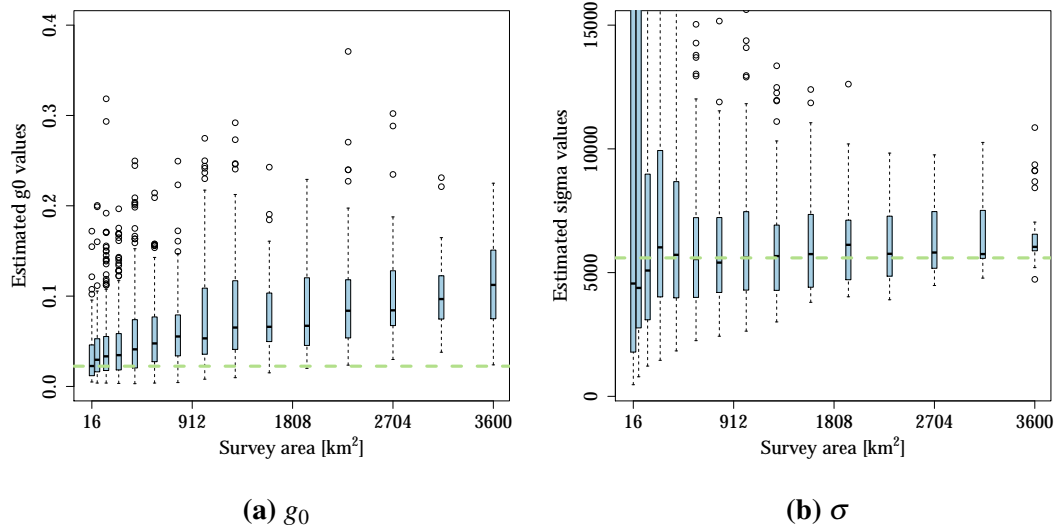 0.4
0.3
0.2
0.1
0.0
Estimated g0 values
16 912 1808 2704 3600
Survey area [km²]
(a) g₀
15000
10000
5000
0
Estimated sigma values
16 912 1808 2704 3600
Survey area [km²]
(b) σ